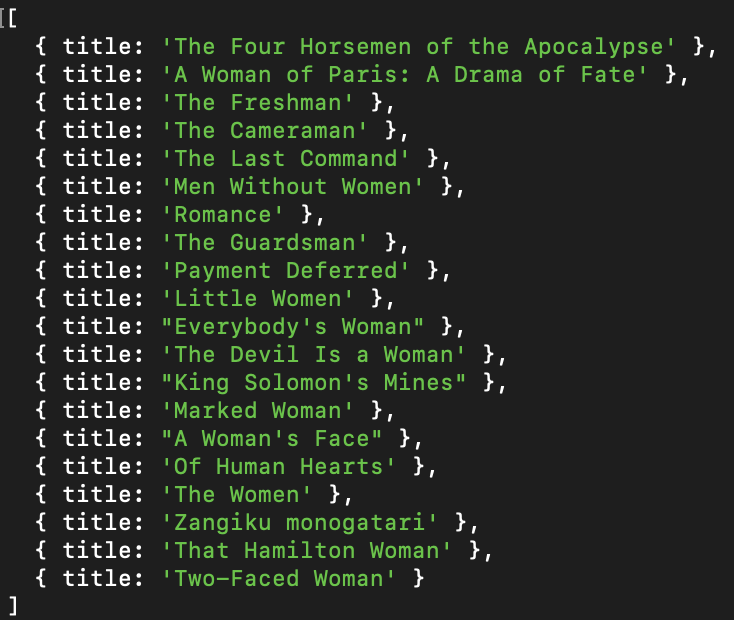 [
  { title: 'The Four Horsemen of the Apocalypse' },
  { title: 'A Woman of Paris: A Drama of Fate' },
  { title: 'The Freshman' },
  { title: 'The Cameraman' },
  { title: 'The Last Command' },
  { title: 'Men Without Women' },
  { title: 'Romance' },
  { title: 'The Guardsman' },
  { title: 'Payment Deferred' },
  { title: 'Little Women' },
  { title: "Everybody's Woman" },
  { title: 'The Devil Is a Woman' },
  { title: "King Solomon's Mines" },
  { title: 'Marked Woman' },
  { title: "A Woman's Face" },
  { title: 'Of Human Hearts' },
  { title: 'The Women' },
  { title: 'Zangiku monogatari' },
  { title: 'That Hamilton Woman' },
  { title: 'Two-Faced Woman' }
]